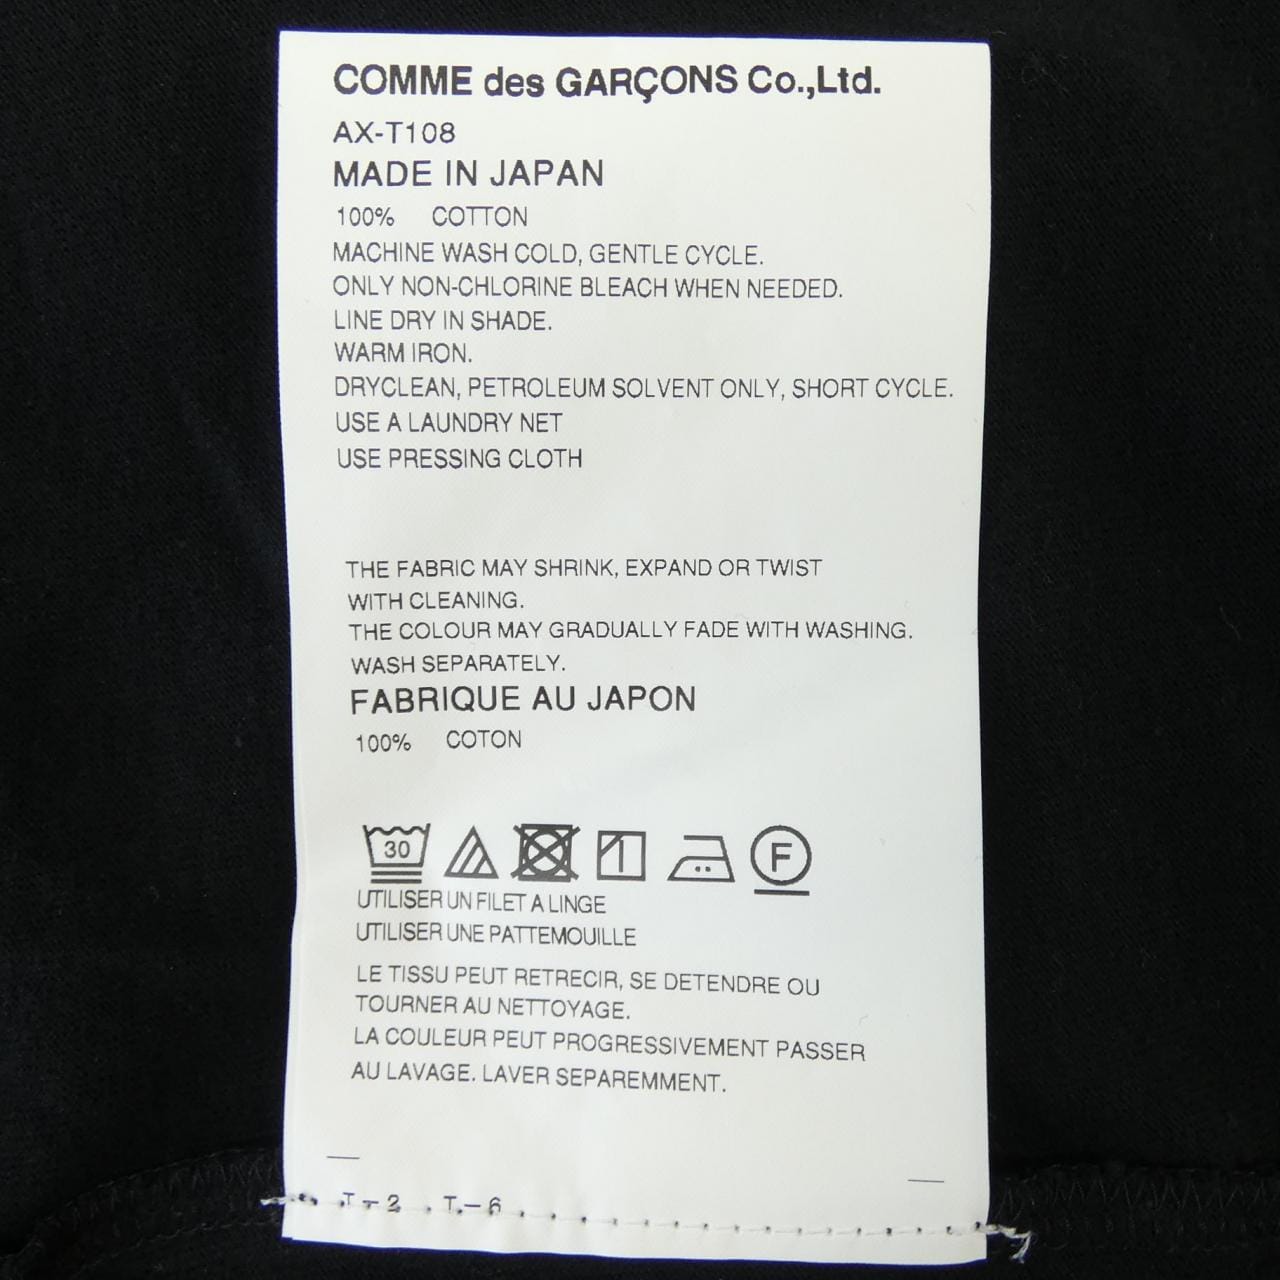 COMME des GARÇONS Co.,Ltd.
AX-T108
MADE IN JAPAN
100% COTTON
MACHINE WASH COLD, GENTLE CYCLE.
ONLY NON-CHLORINE BLEACH WHEN NEEDED.
LINE DRY IN SHADE.
WARM IRON.
DRYCLEAN, PETROLEUM SOLVENT ONLY, SHORT CYCLE.
USE A LAUNDRY NET
USE PRESSING CLOTH
THE FABRIC MAY SHRINK, EXPAND OR TWIST
WITH CLEANING.
THE COLOUR MAY GRADUALLY FADE WITH WASHING.
WASH SEPARATELY.
FABRIQUE AU JAPON
100% COTON
30 F
UTILISER UN FILET A LINGE
UTILISER UNE PATTEMOUILLE
LE TISSU PEUT RETRECIR, SE DETENDRE OU
TOURNER AU NETTOYAGE.
LA COULEUR PEUT PROGRESSIVEMENT PASSER
AU LAVAGE. LAVER SEPAREMMENT.
T-2 T.-6